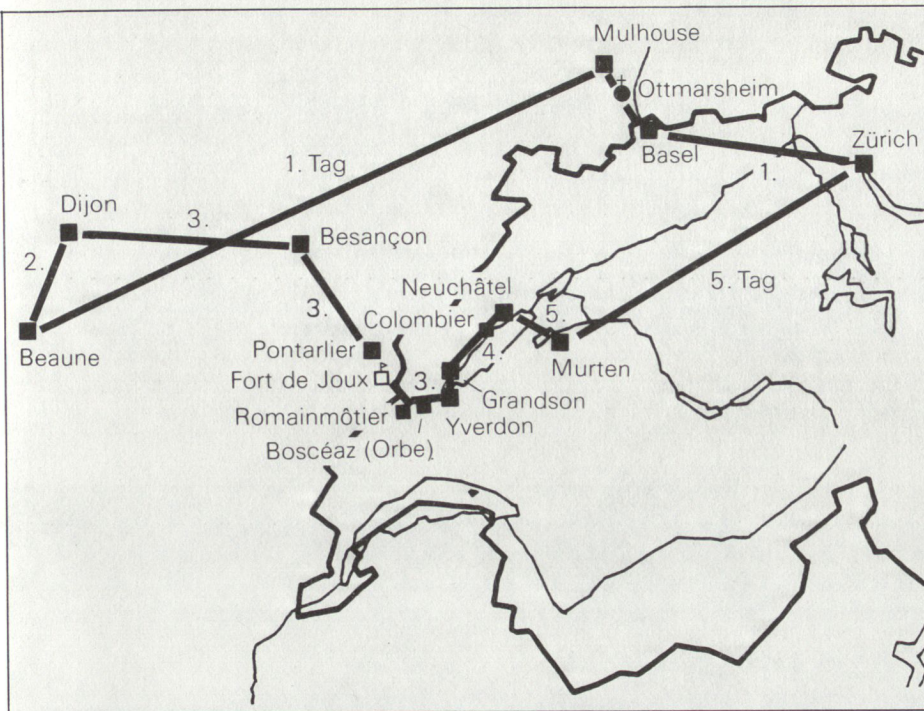 Mulhouse
Ottmarsheim
Basel
Zürich
1.
1. Tag
Dijon
3.
Besançon
2.
Neuchâtel
5. Tag
3.
Colombier
5.
Beaune
Pontarlier
4.
Murten
Fort de Joux
3.
Grandson
Romainmôtier
Yverdon
Boscéaz (Orbe)